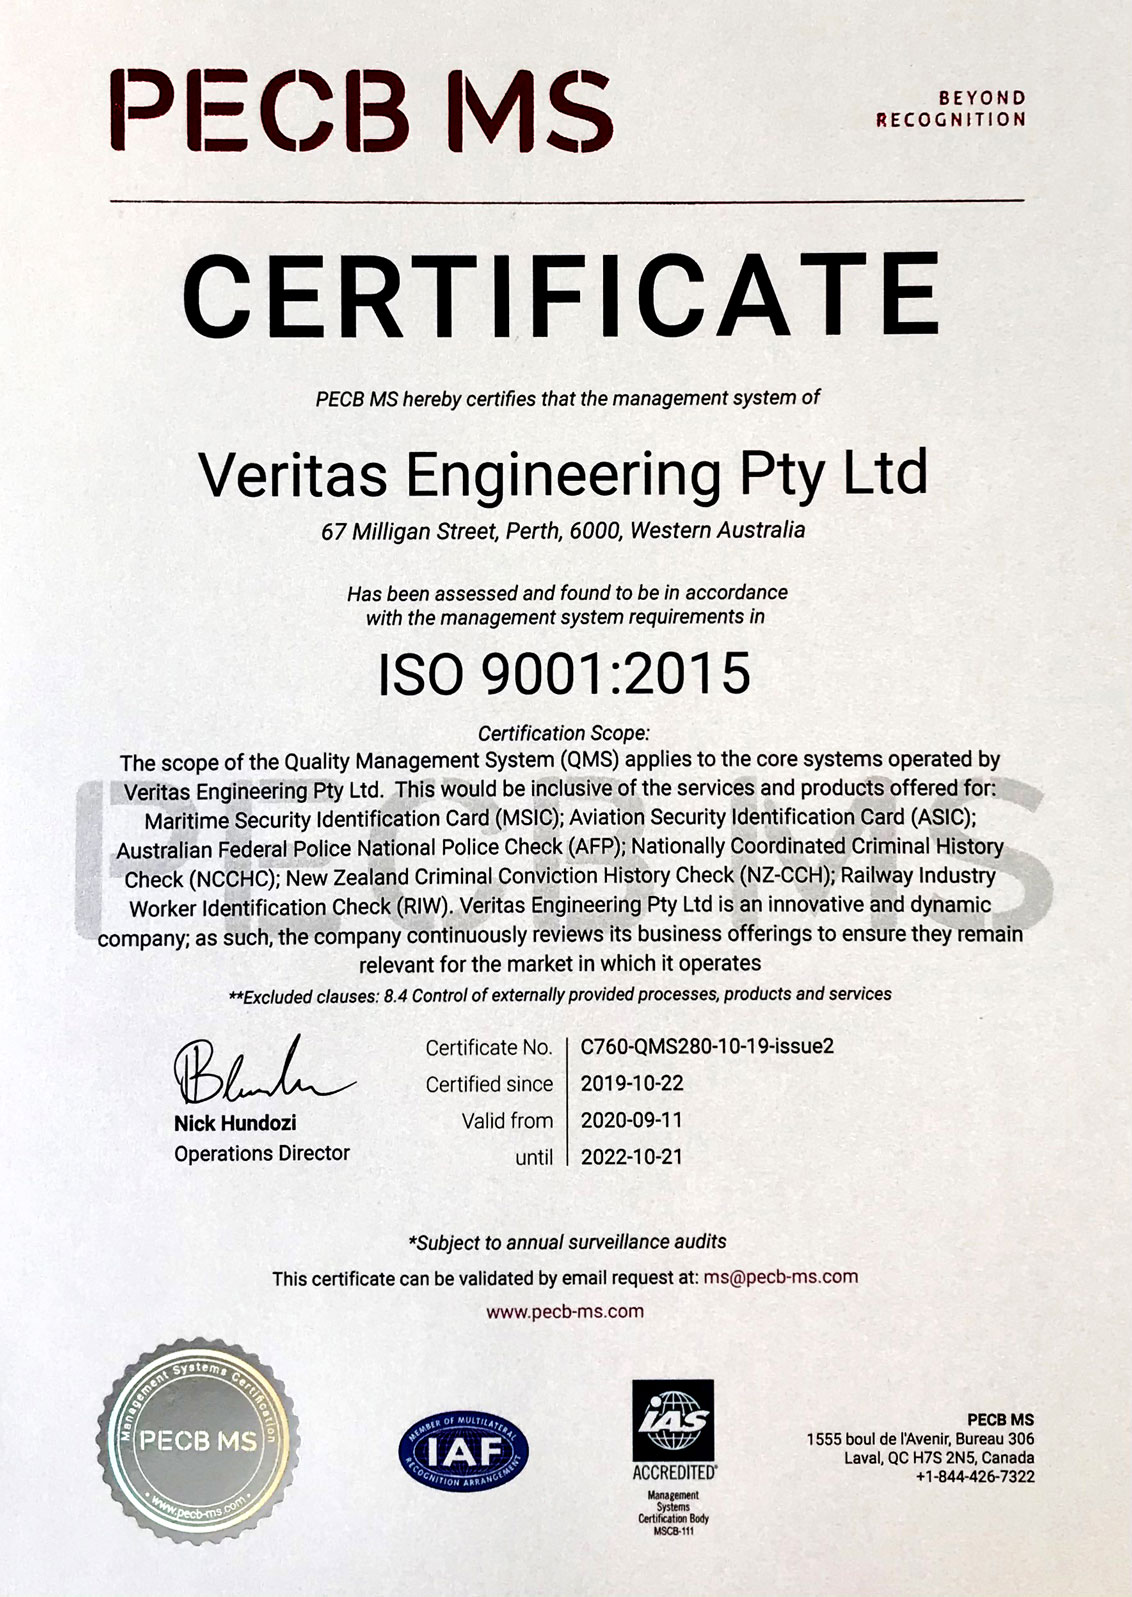 PECB MS
BEYOND
RECOGNITION
CERTIFICATE
PECB MS hereby certifies that the management system of
Veritas Engineering Pty Ltd
67 Milligan Street, Perth, 6000, Western Australia
Has been assessed and found to be in accordance
with the management system requirements in
ISO 9001:2015
Certification Scope:
The scope of the Quality Management System (QMS) applies to the core systems operated by
Veritas Engineering Pty Ltd. This would be inclusive of the services and products offered for:
Maritime Security Identification Card (MSIC); Aviation Security Identification Card (ASIC);
Australian Federal Police National Police Check (AFP); Nationally Coordinated Criminal History
Check (NCCHC); New Zealand Criminal Conviction History Check (NZ-CCH); Railway Industry
Worker Identification Check (RIW). Veritas Engineering Pty Ltd is an innovative and dynamic
company; as such, the company continuously reviews its business offerings to ensure they remain
relevant for the market in which it operates
PECB MS
**Excluded clauses: 8.4 Control of externally provided processes, products and services
Nick Hundozi
Operations Director
Certificate No. C760-QMS280-10-19-issue2
Certified since 2019-10-22
Valid from 2020-09-11
until 2022-10-21
*Subject to annual surveillance audits
This certificate can be validated by email request at: ms@pecb-ms.com
www.pecb-ms.com
Management Systems Certification
PECB MS
• www.pecb-ms.com •
MEMBER OF MULTILATERAL
IAF
RECOGNITION ARRANGEMENT
IAS
ACCREDITED®
Management
Systems
Certification Body
MSCB-111
PECB MS
1555 boul de l'Avenir, Bureau 306
Laval, QC H7S 2N5, Canada
+1-844-426-7322